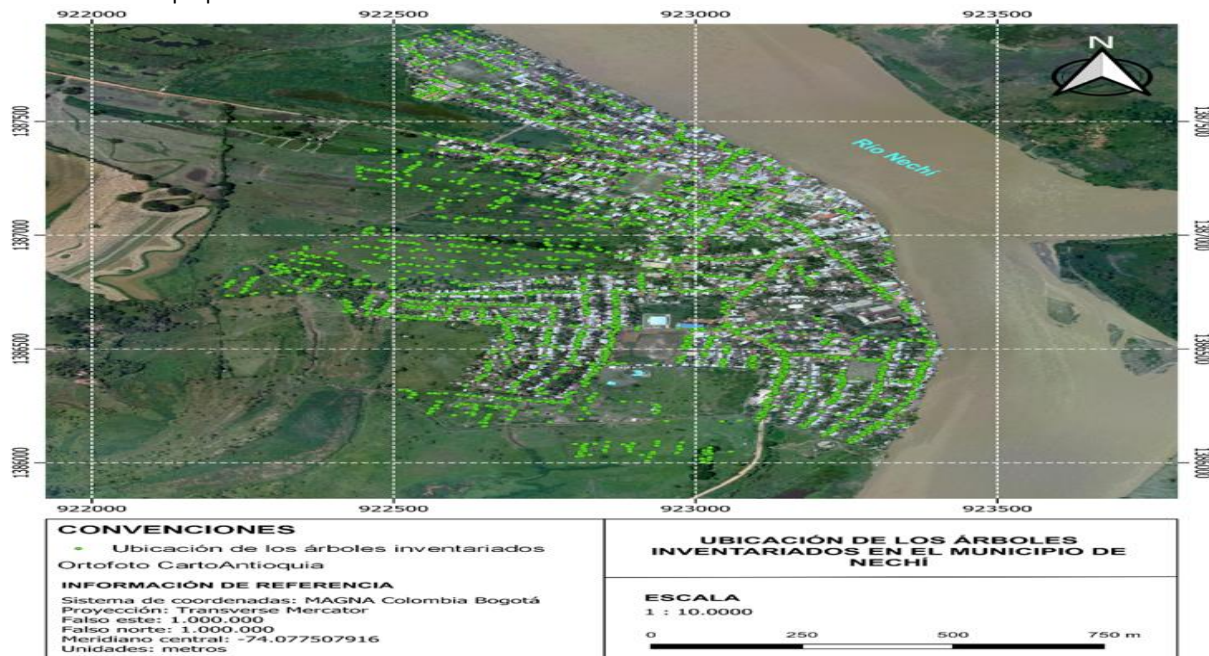 922000 922500 923000 923500
N
1387500 1387500
Río Nechí
1387000 1387000
1386500 1386500
1386000 1386000
922000 922500 923000 923500
CONVENCIONES
Ubicación de los árboles inventariados
Ortofoto CartoAntioquia
INFORMACIÓN DE REFERENCIA
Sistema de coordenadas: MAGNA Colombia Bogotá
Proyección: Transverse Mercator
Falso este: 1.000.000
Falso norte: 1.000.000
Meridiano central: -74.077507916
Unidades: metros
UBICACIÓN DE LOS ÁRBOLES
INVENTARIADOS EN EL MUNICIPIO DE
NECHÍ
ESCALA
1 : 10.0000
0 250 500 750 m